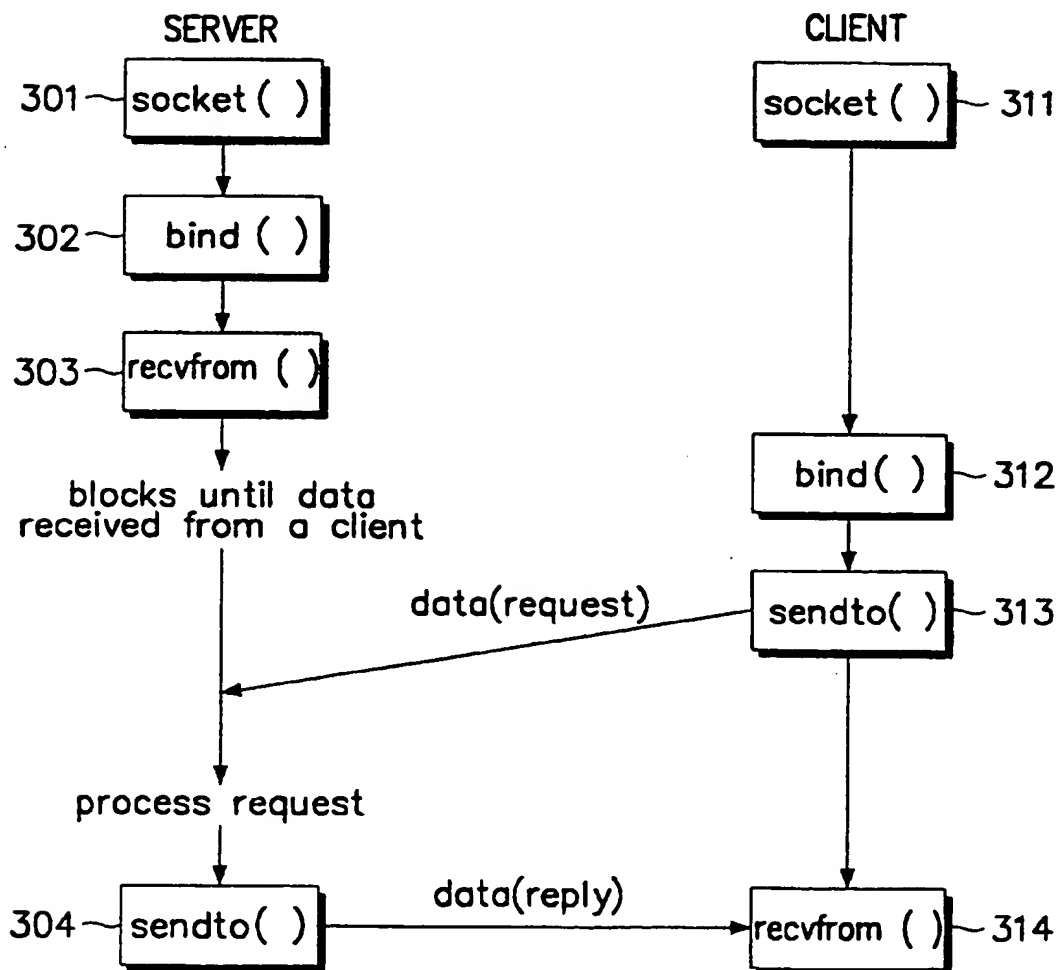 SERVER
301
socket ( )
302
bind ( )
303
recvfrom ( )
blocks until data
received from a client
process request
304
sendto( )
data(request)
data(reply)
CLIENT
socket ( )
311
bind( )
312
sendto( )
313
recvfrom ( )
314